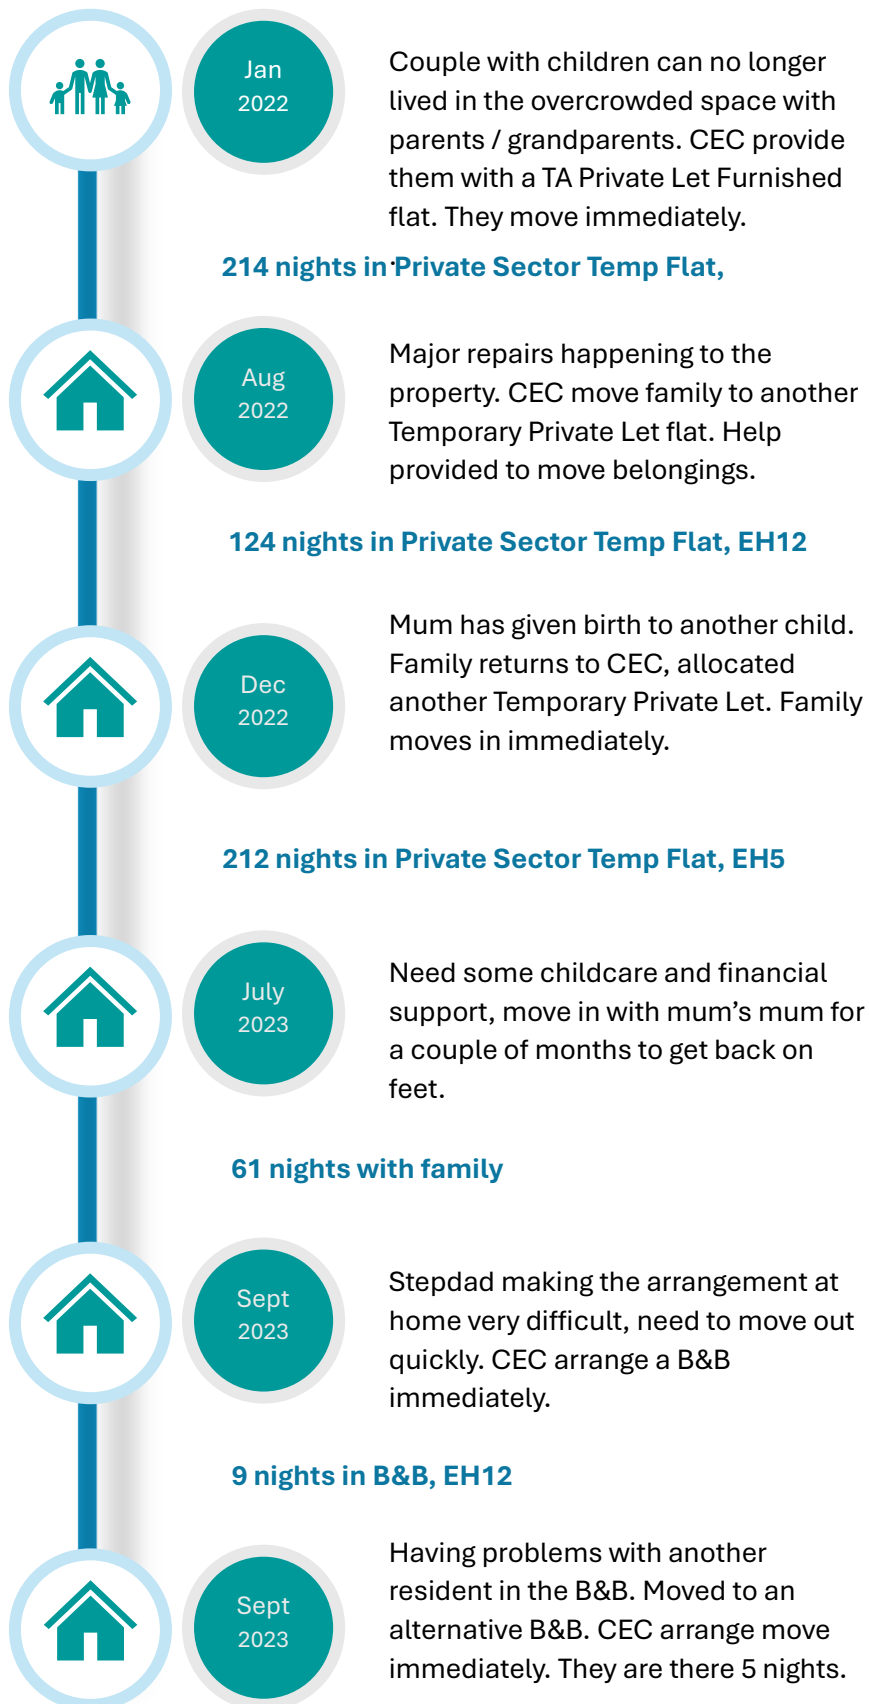 Jan
2022
Couple with children can no longer
lived in the overcrowded space with
parents / grandparents. CEC provide
them with a TA Private Let Furnished
flat. They move immediately.
214 nights in Private Sector Temp Flat,
Aug
2022
Major repairs happening to the
property. CEC move family to another
Temporary Private Let flat. Help
provided to move belongings.
124 nights in Private Sector Temp Flat, EH12
Dec
2022
Mum has given birth to another child.
Family returns to CEC, allocated
another Temporary Private Let. Family
moves in immediately.
212 nights in Private Sector Temp Flat, EH5
July
2023
Need some childcare and financial
support, move in with mum’s mum for
a couple of months to get back on
feet.
61 nights with family
Sept
2023
Stepdad making the arrangement at
home very difficult, need to move out
quickly. CEC arrange a B&B
immediately.
9 nights in B&B, EH12
Sept
2023
Having problems with another
resident in the B&B. Moved to an
alternative B&B. CEC arrange move
immediately. They are there 5 nights.